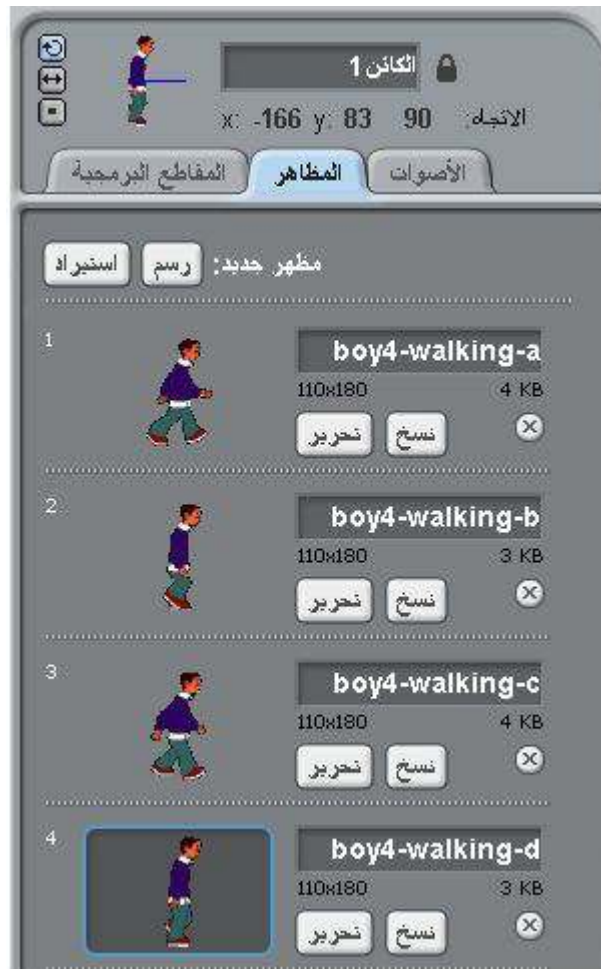 الكائن 1
x: -166 y: 83 90 الاتجاه:
المقاطع البرمجية المظاهر الأصوات
مظهر جديد: رسم استيراد
1
boy4-walking-a
110x180 4 KB
تحرير نسخ
2
boy4-walking-b
110x180 3 KB
تحرير نسخ
3
boy4-walking-c
110x180 4 KB
تحرير نسخ
4
boy4-walking-d
110x180 3 KB
تحرير نسخ